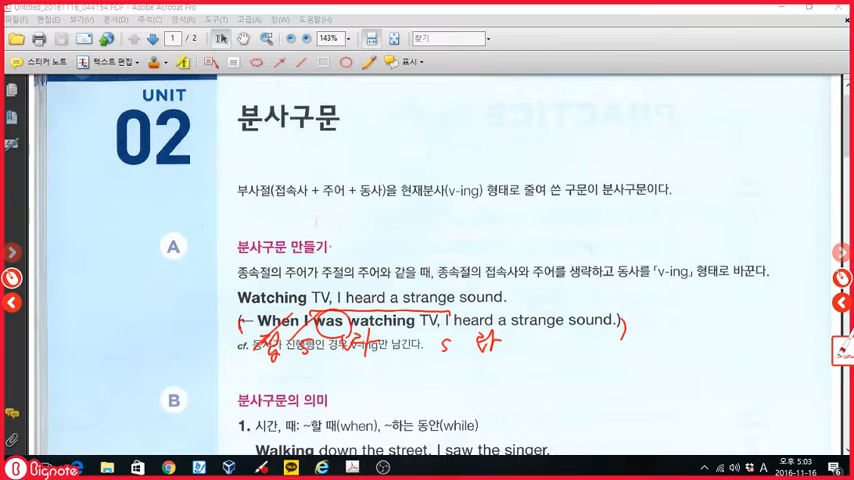 Untitled_20161116_044154.PDF - Adobe Acrobat Pro
파일(F) 편집(E) 보기(V) 문서(D) 주석(C) 양식(R) 도구(T) 고급(A) 창(W) 도움말(H)
1 / 2 143% 찾기
스티커 노트 텍스트 편집 표시
UNIT
02
분사구문
부사절(접속사 + 주어 + 동사)을 현재분사(v-ing) 형태로 줄여 쓴 구문이 분사구문이다.
A
분사구문 만들기
종속절의 주어가 주절의 주어와 같을 때, 종속절의 접속사와 주어를 생략하고 동사를 「v-ing」 형태로 바꾼다.
Watching TV, I heard a strange sound.
(← When I was watching TV, I heard a strange sound.)
cf. 동사가 진행형인 경우 v-ing만 남긴다.
s s
B
분사구문의 의미
1. 시간, 때: ~할 때(when), ~하는 동안(while)
Walking down the street, I saw the singer.
Bignote
A 오후 5:03
2016-11-16